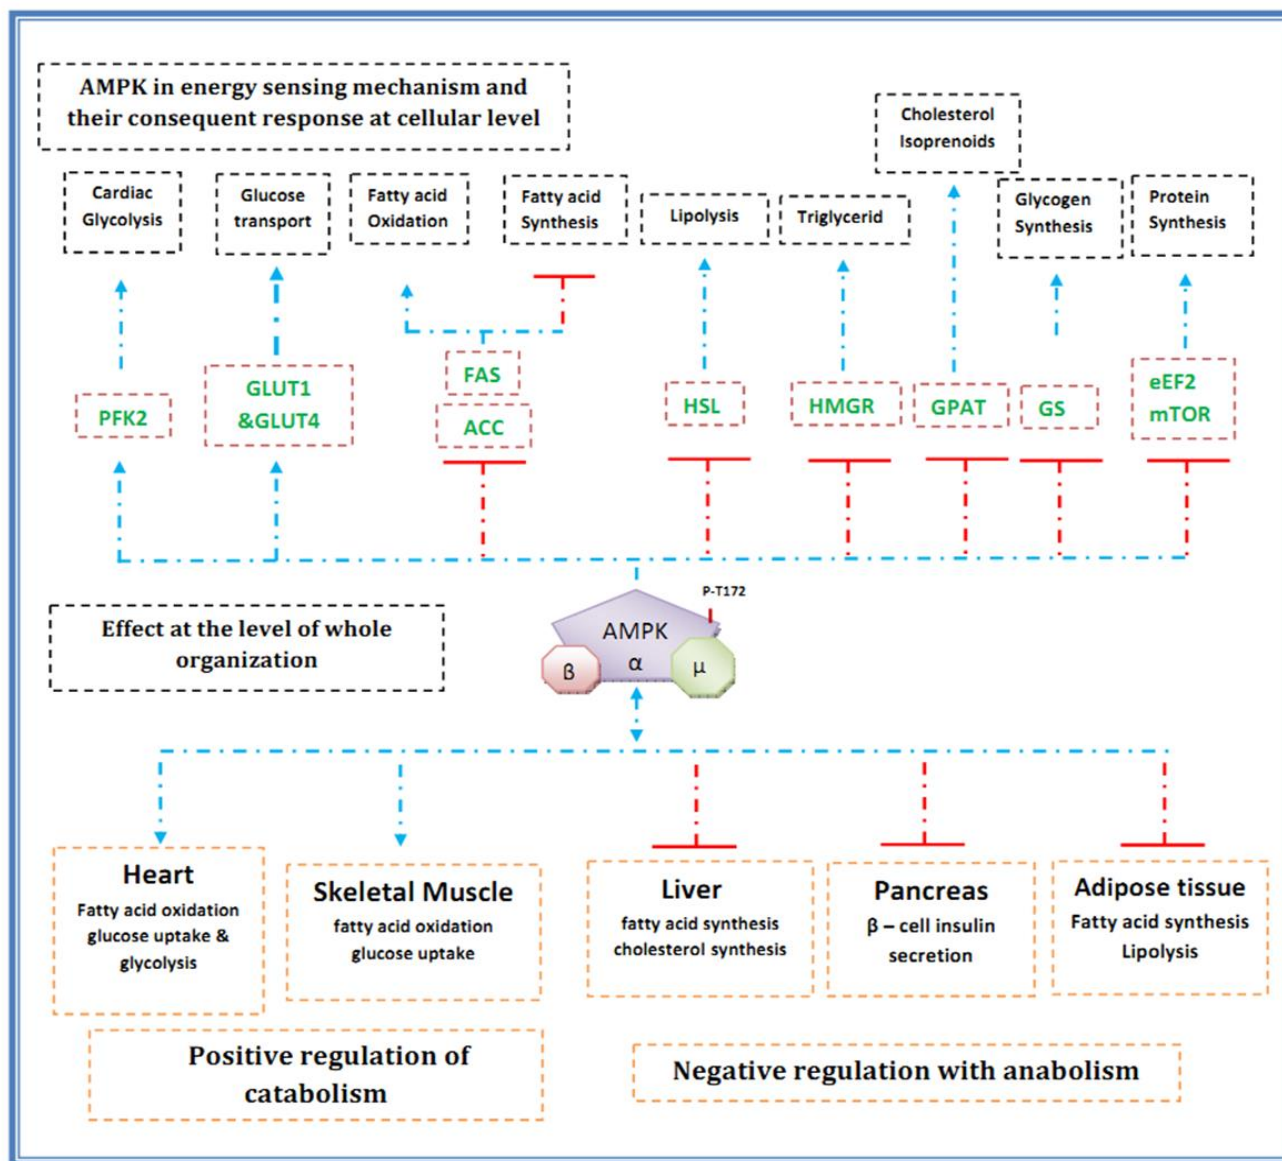 AMPK in energy sensing mechanism and
their consequent response at cellular level
Cholesterol
Isoprenoids
Cardiac
Glycolysis
Glucose
transport
Fatty acid
Oxidation
Fatty acid
Synthesis
Lipolysis
Triglycerid
Glycogen
Synthesis
Protein
Synthesis
PFK2
GLUT1
&GLUT4
FAS
ACC
HSL
HMGR
GPAT
GS
eEF2
mTOR
Effect at the level of whole
organization
P-T172
AMPK
α
β
μ
Heart
Fatty acid oxidation
glucose uptake &
glycolysis
Skeletal Muscle
fatty acid oxidation
glucose uptake
Liver
fatty acid synthesis
cholesterol synthesis
Pancreas
β – cell insulin
secretion
Adipose tissue
Fatty acid synthesis
Lipolysis
Positive regulation of
catabolism
Negative regulation with anabolism